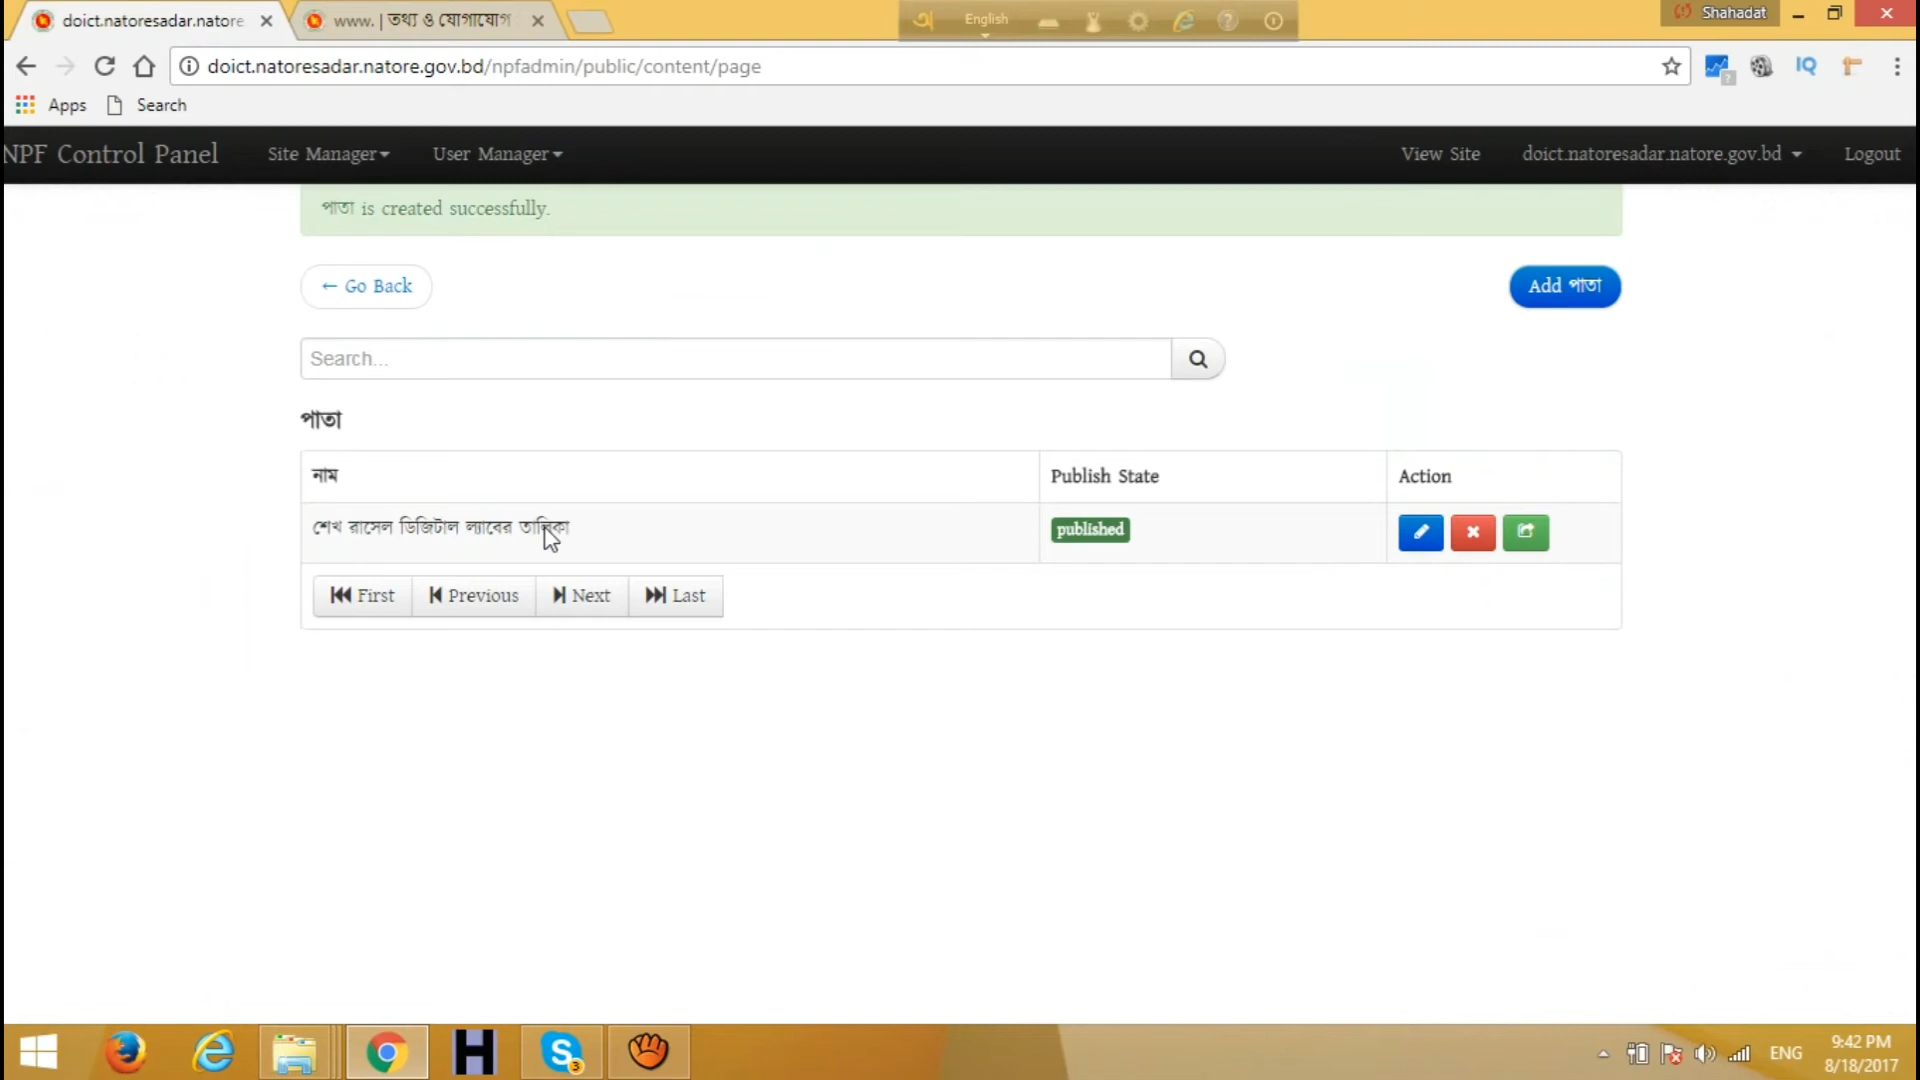 doict.natoresadar.natore
www. | তথ্য ও যোগাযোগ
English
Shahadat
doict.natoresadar.natore.gov.bd/npfadmin/public/content/page
IQ
Apps
Search
NPF Control Panel
Site Manager
User Manager
View Site
doict.natoresadar.natore.gov.bd
Logout
পাতা is created successfully.
← Go Back
Add পাতা
Search...
পাতা
নাম
Publish State
Action
শেখ রাসেল ডিজিটাল ল্যাবের তালিকা
published
First
Previous
Next
Last
H
S
3
ENG
9:42 PM
8/18/2017